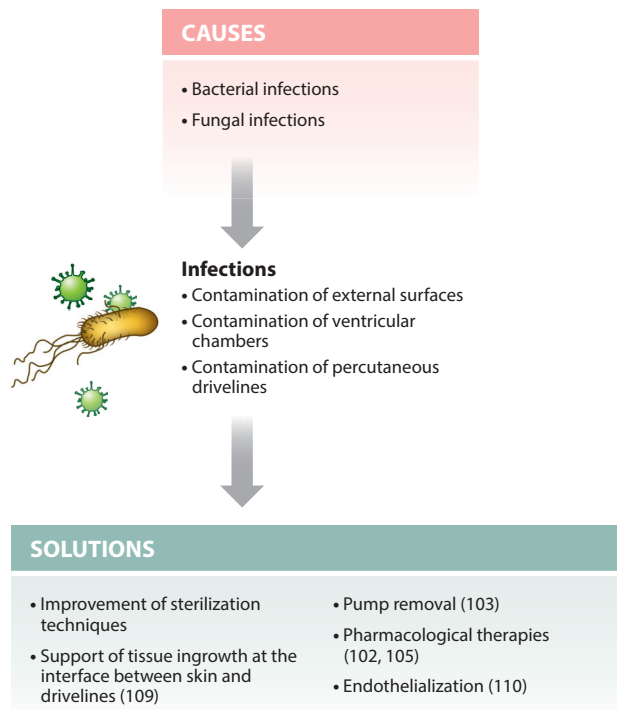 CAUSES
• Bacterial infections
• Fungal infections
Infections
• Contamination of external surfaces
• Contamination of ventricular
chambers
• Contamination of percutaneous
drivelines
SOLUTIONS
• Improvement of sterilization
techniques
• Support of tissue ingrowth at the
interface between skin and
drivelines (109)
• Pump removal (103)
• Pharmacological therapies
(102, 105)
• Endothelialization (110)